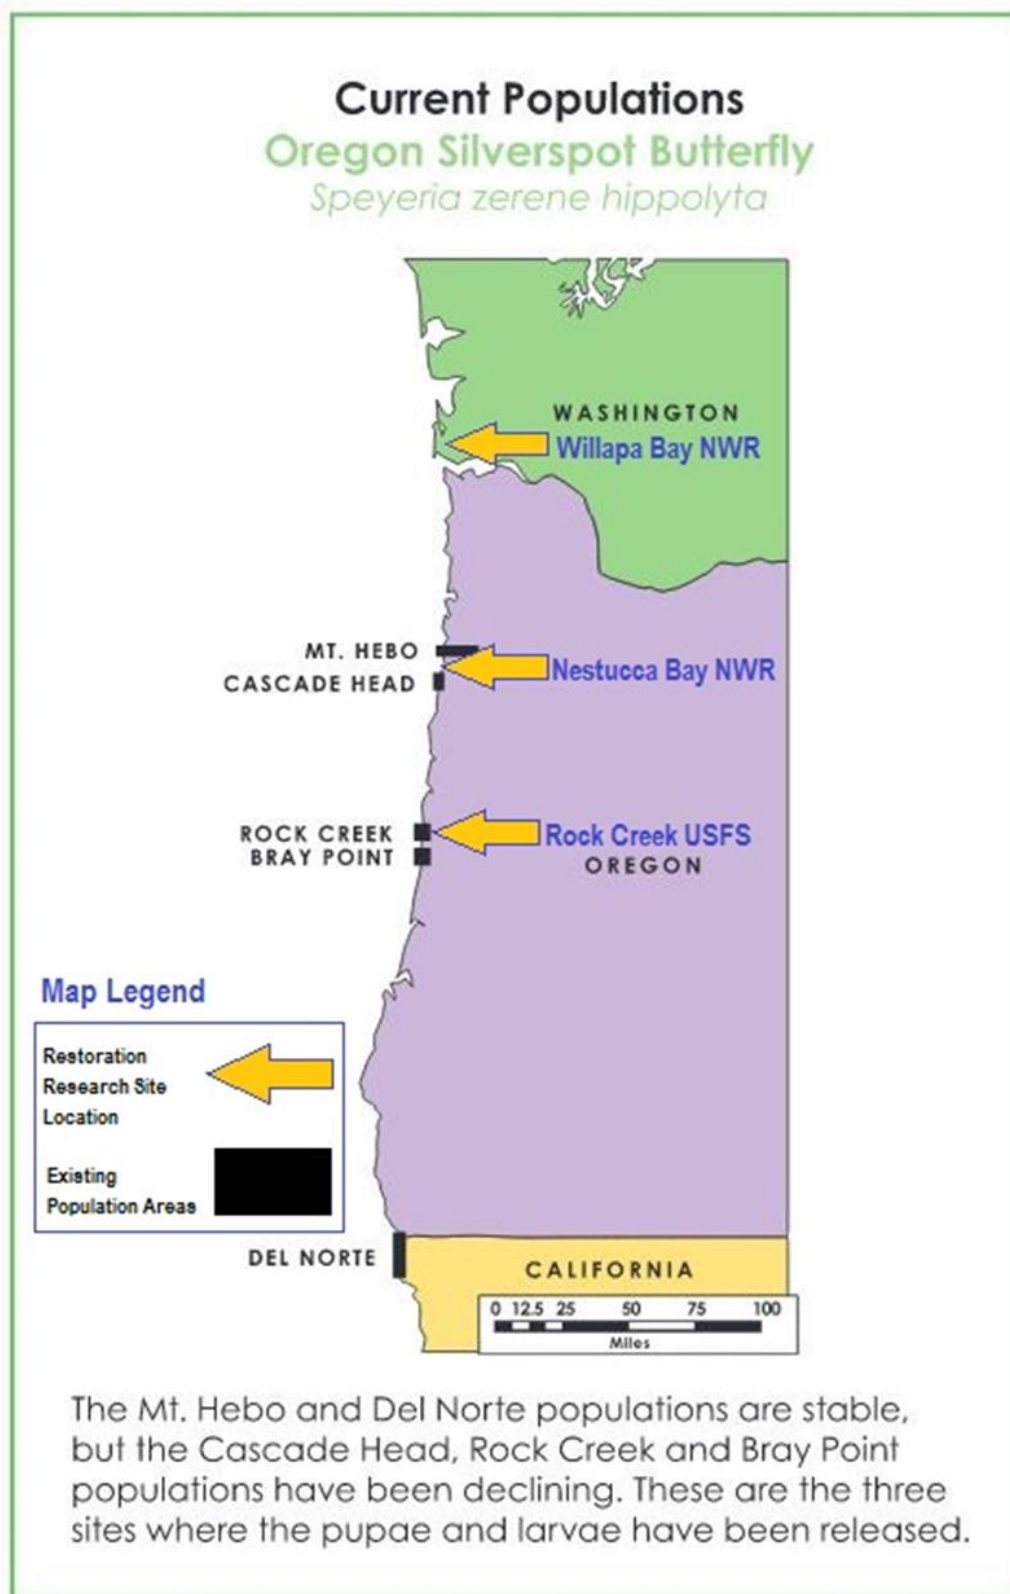 Current Populations
Oregon Silverspot Butterfly
Speyeria zerene hippolyta
WASHINGTON
Willapa Bay NWR
MT. HEBO
CASCADE HEAD
Nestucca Bay NWR
ROCK CREEK
BRAY POINT
Rock Creek USFS
OREGON
Map Legend
Restoration
Research Site
Location
Existing
Population Areas
DEL NORTE
CALIFORNIA
0 12.5 25 50 75 100
Miles
The Mt. Hebo and Del Norte populations are stable,
but the Cascade Head, Rock Creek and Bray Point
populations have been declining. These are the three
sites where the pupae and larvae have been released.